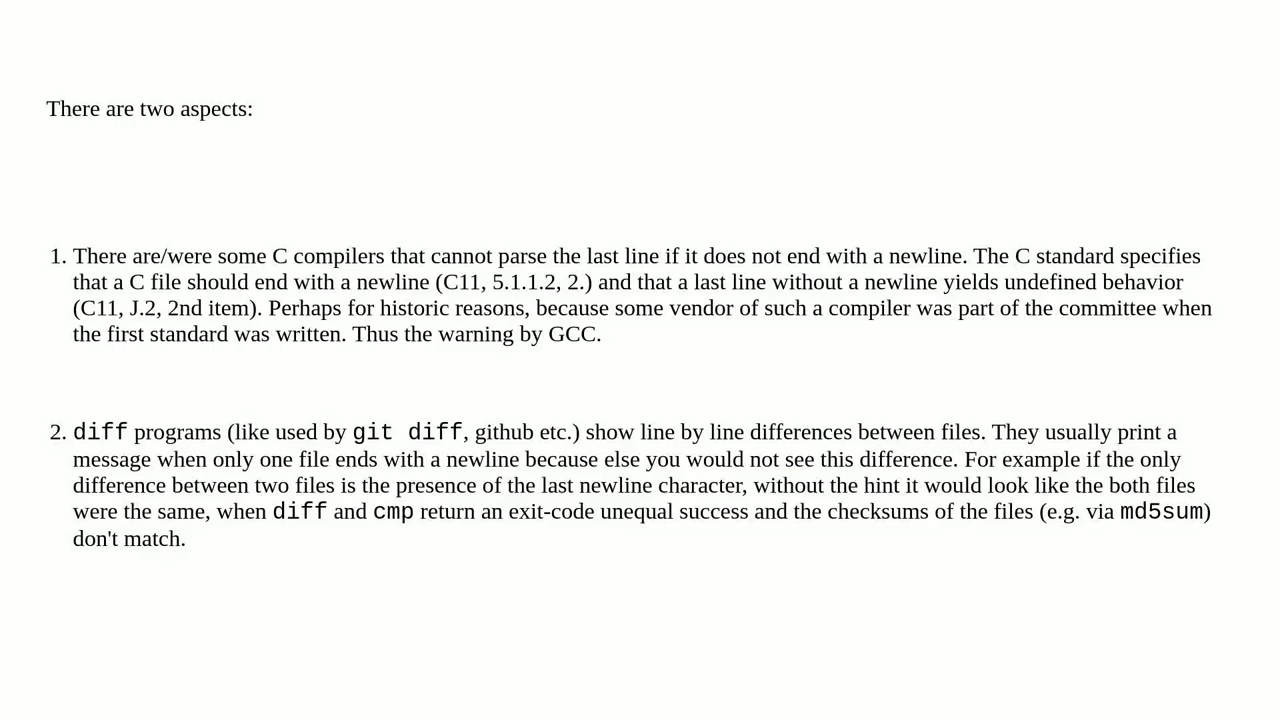 There are two aspects:
1. There are/were some C compilers that cannot parse the last line if it does not end with a newline. The C standard specifies
that a C file should end with a newline (C11, 5.1.1.2, 2.) and that a last line without a newline yields undefined behavior
(C11, J.2, 2nd item). Perhaps for historic reasons, because some vendor of such a compiler was part of the committee when
the first standard was written. Thus the warning by GCC.
2. diff programs (like used by git diff, github etc.) show line by line differences between files. They usually print a
message when only one file ends with a newline because else you would not see this difference. For example if the only
difference between two files is the presence of the last newline character, without the hint it would look like the both files
were the same, when diff and cmp return an exit-code unequal success and the checksums of the files (e.g. via md5sum)
don't match.